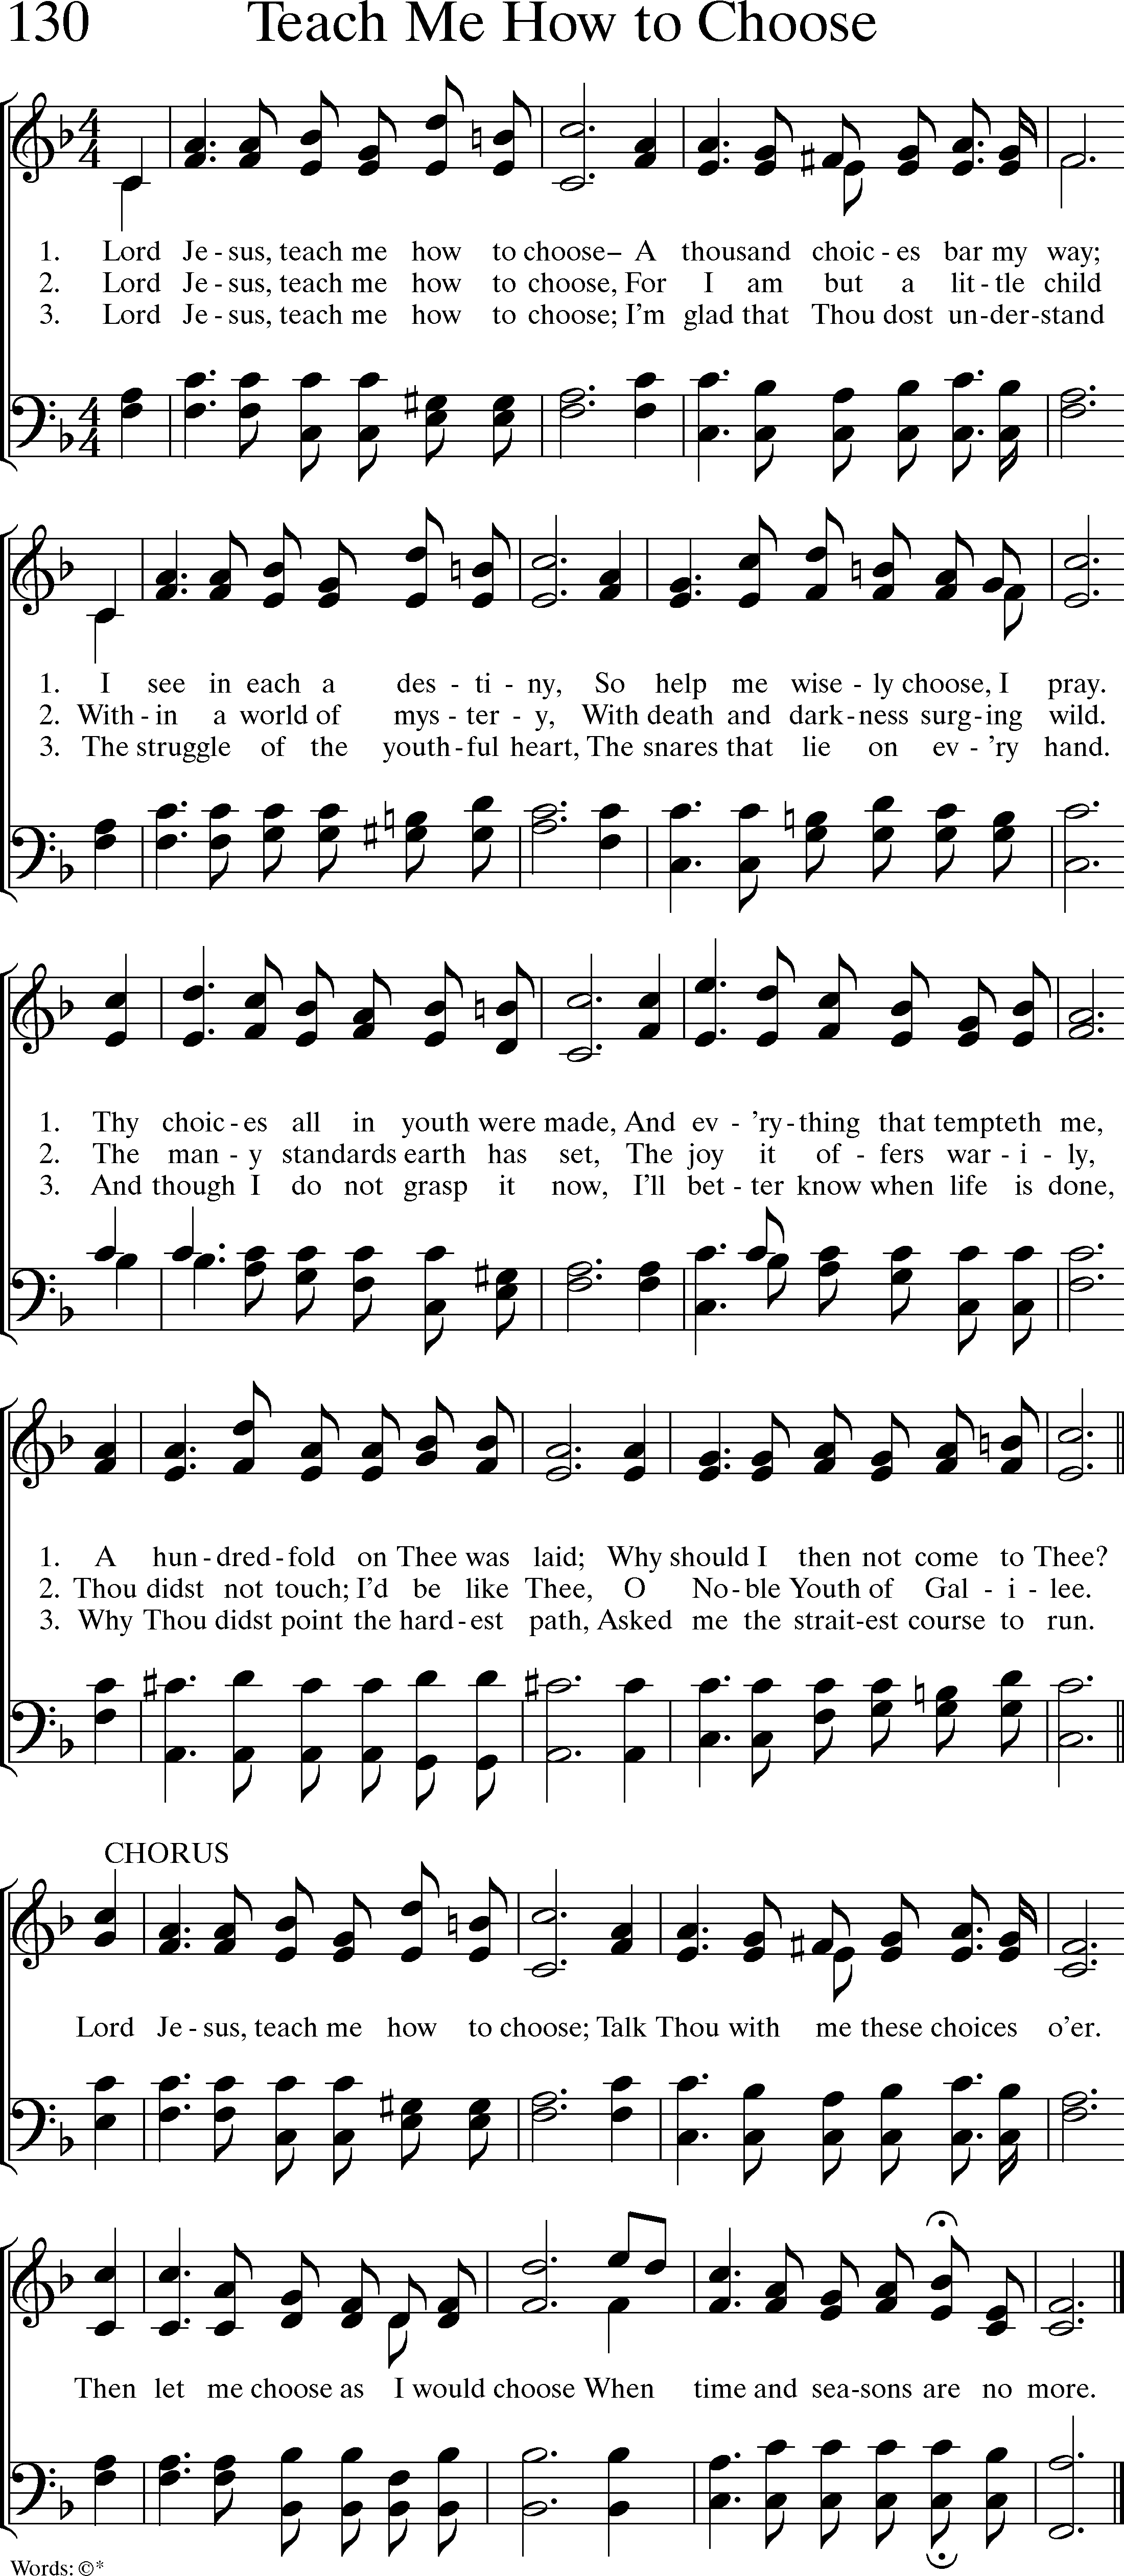 130 Teach Me How to Choose
1. Lord Je - sus, teach me how to choose– A thousand choic - es bar my way;
2. Lord Je - sus, teach me how to choose, For I am but a lit - tle child
3. Lord Je - sus, teach me how to choose; I'm glad that Thou dost un - der - stand
1. I see in each a des - ti - ny, So help me wise - ly choose, I pray.
2. With - in a world of mys - ter - y, With death and dark - ness surg - ing wild.
3. The struggle of the youth - ful heart, The snares that lie on ev - 'ry hand.
1. Thy choic - es all in youth were made, And ev - 'ry - thing that tempteth me,
2. The man - y standards earth has set, The joy it of - fers war - i - ly,
3. And though I do not grasp it now, I'll bet - ter know when life is done,
1. A hun - dred - fold on Thee was laid; Why should I then not come to Thee?
2. Thou didst not touch; I'd be like Thee, O No - ble Youth of Gal - i - lee.
3. Why Thou didst point the hard - est path, Asked me the strait - est course to run.
CHORUS
Lord Je - sus, teach me how to choose; Talk Thou with me these choices o'er.
Then let me choose as I would choose When time and sea - sons are no more.
Words: ©*